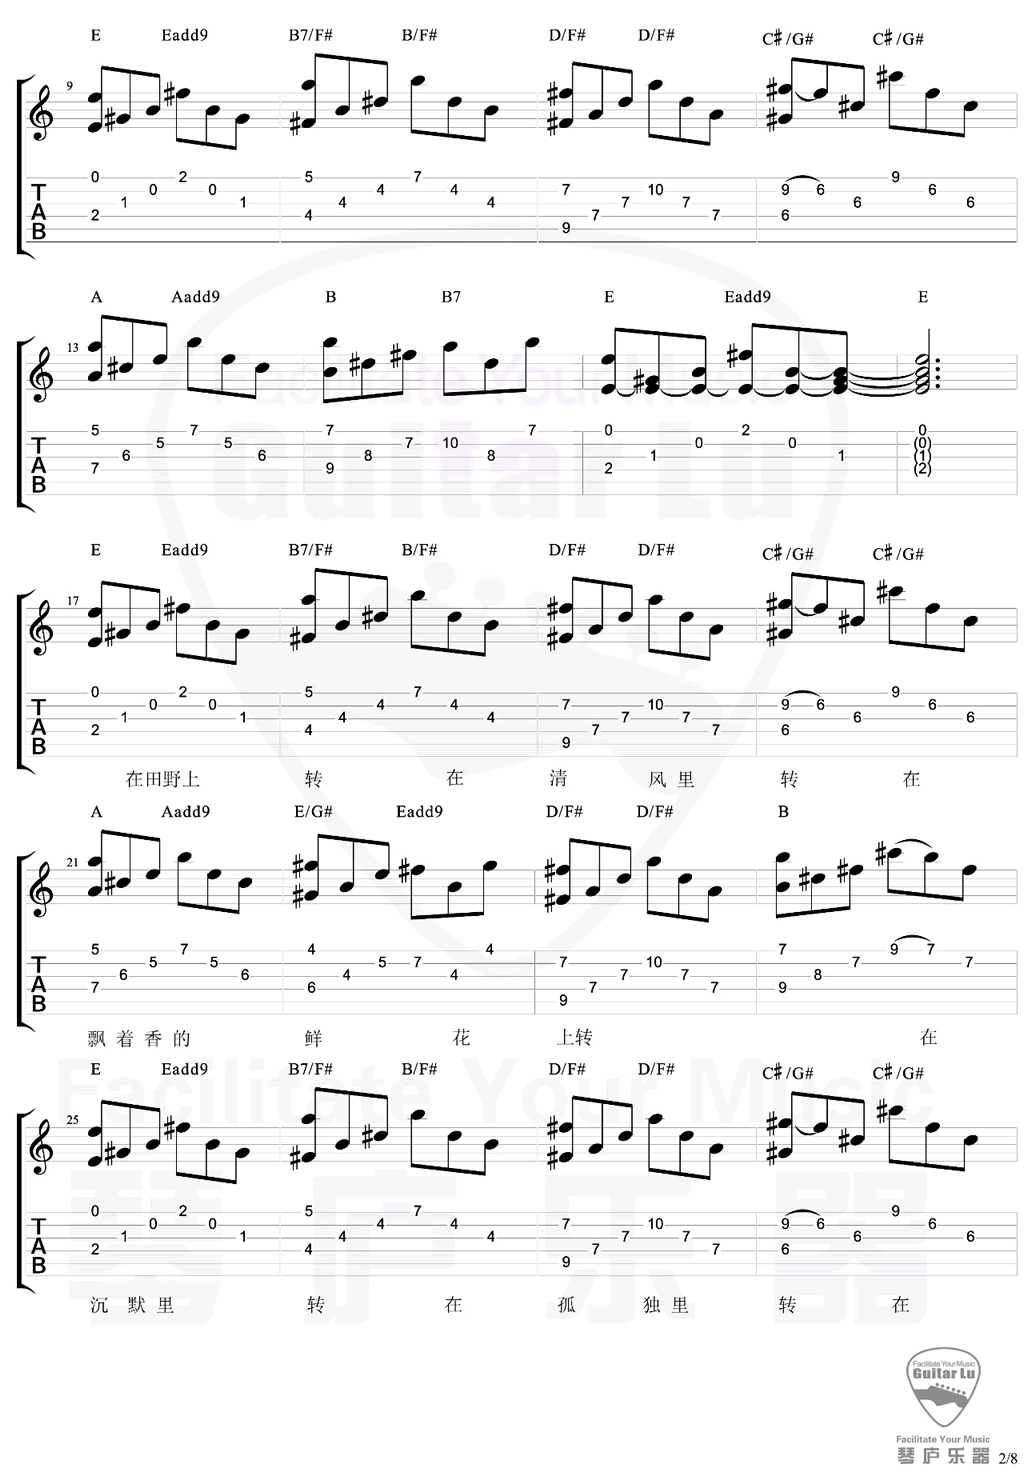 E Eadd9 B7/F# B/F# D/F# D/F# C#/G# C#/G#
9
0 2 5 7 9
0 0 4 4 7 10 9 6 6
1 1 4 4 7 7 6 6
2 4 7 7 6
9
T
A
B
A Aadd9 B B7 E Eadd9 E
13
5 7 7 7 0 2 0
5 5 7 10 0 0 (0)
6 6 8 8 1 1 (1)
7 9 2 (2)
T
A
B
E Eadd9 B7/F# B/F# D/F# D/F# C#/G# C#/G#
17
0 2 5 7 9
0 0 4 4 7 10 9 6 6
1 1 4 4 7 7 6 6
2 4 7 7 6
9
T
A
B
在田野上 转 在 清 风里 转 在
A Aadd9 E/G# Eadd9 D/F# D/F# B
21
5 7 4 4 7 9 7
5 5 5 7 7 10 7 7
6 6 4 4 7 7 8
7 6 7 7 9
9
T
A
B
飘着香的 鲜 花 上转 在
E Eadd9 B7/F# B/F# D/F# D/F# C#/G# C#/G#
25
0 2 5 7 9
0 0 4 4 7 10 9 6 6
1 1 4 4 7 7 6 6
2 4 7 7 6
9
T
A
B
沉 默里 转 在 孤 独里 转 在
Facilitate Your Music
Guitar Lu
Facilitate Your Music
琴庐乐器
Facilitate Your Music
Guitar Lu
Facilitate Your Music
琴庐乐器 2/8